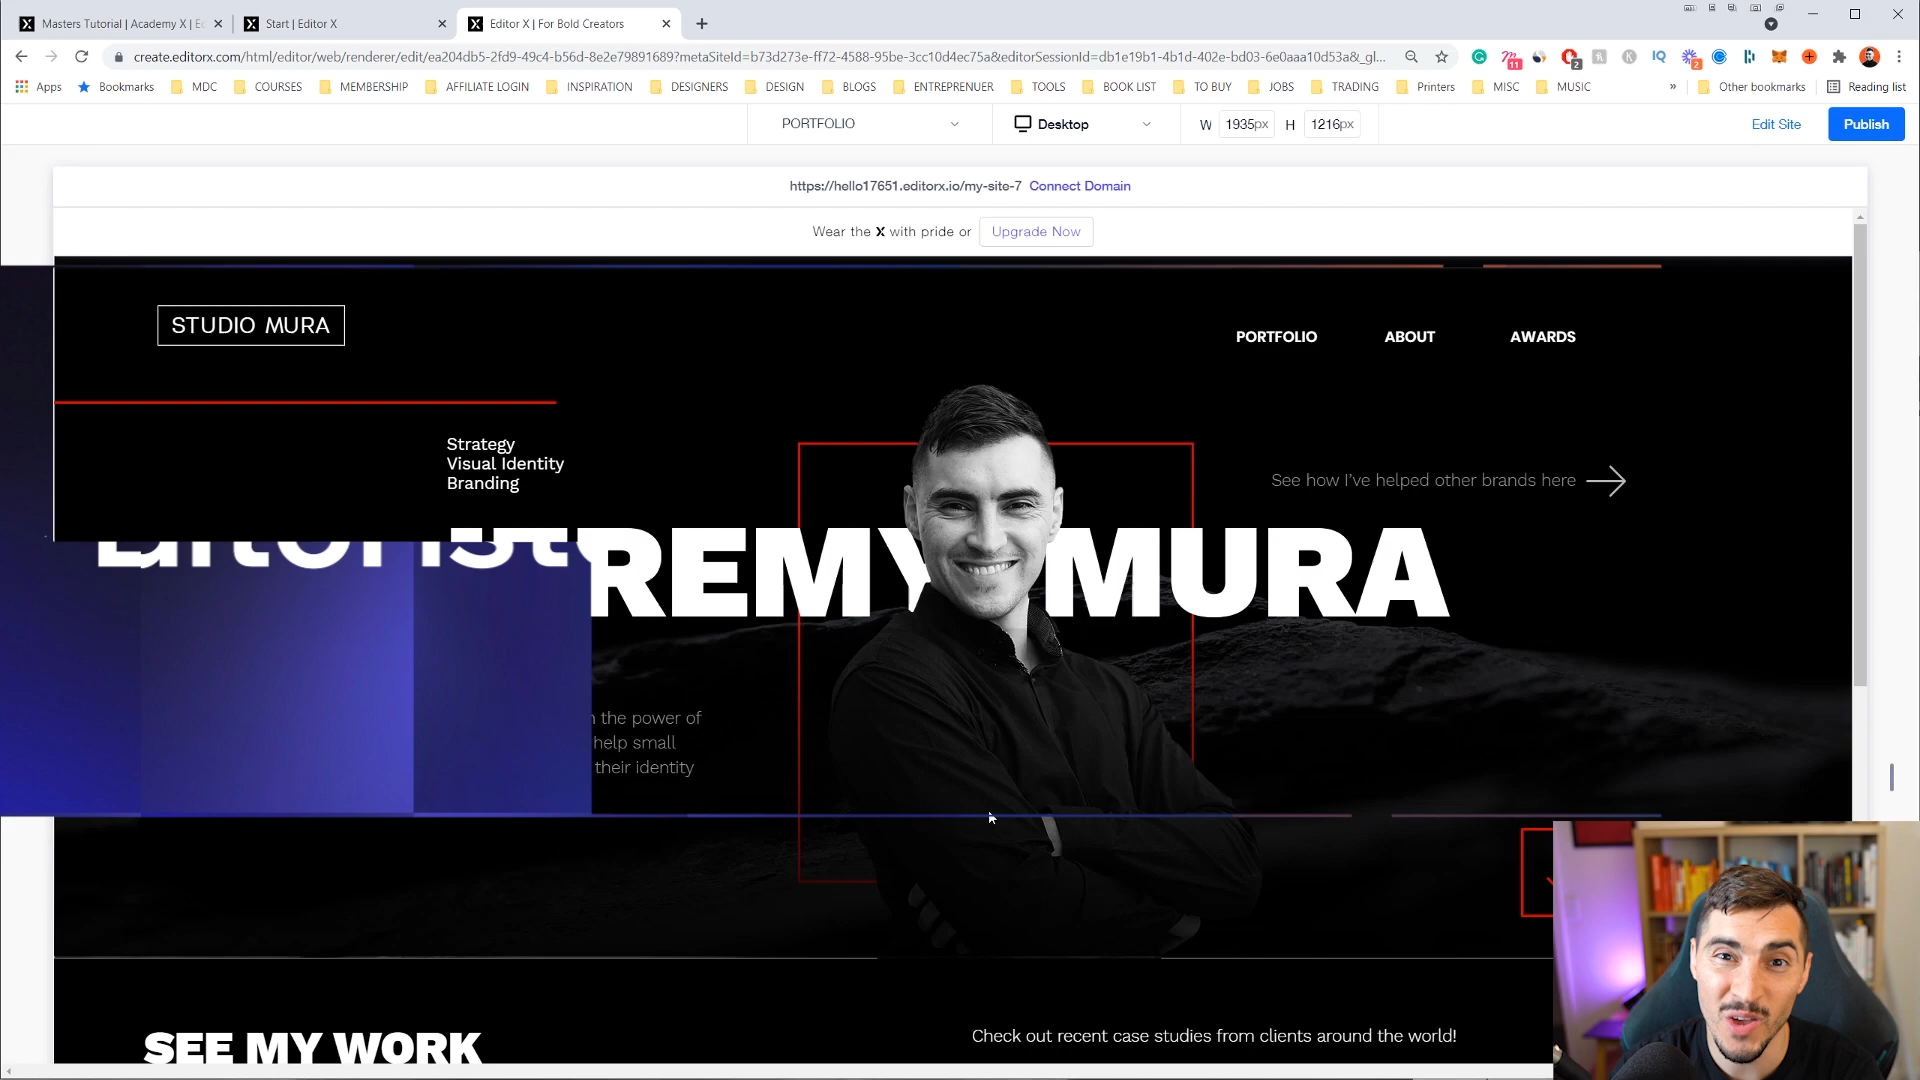 Masters Tutorial | Academy X | Ec
Start | Editor X
Editor X | For Bold Creators
create.editorx.com/html/editor/web/renderer/edit/ea204db5-2fd9-49c4-b56d-8e2e79891689?metaSiteId=b73d273e-ff72-4588-95be-3cc10d4ec75a&editorSessionId=db1e19b1-4b1d-402e-bd03-6e0aaa10d53a&_gl...
11
2
2
Apps
Bookmarks
MDC
COURSES
MEMBERSHIP
AFFILIATE LOGIN
INSPIRATION
DESIGNERS
DESIGN
BLOGS
ENTREPRENUER
TOOLS
BOOK LIST
TO BUY
JOBS
TRADING
Printers
MISC
MUSIC
»
Other bookmarks
Reading list
PORTFOLIO
Desktop
W 1935px H 1216px
Edit Site
Publish
https://hello17651.editorx.io/my-site-7 Connect Domain
Wear the X with pride or Upgrade Now
STUDIO MURA
PORTFOLIO
ABOUT
AWARDS
Strategy
Visual Identity
Branding
See how I've helped other brands here
REMY MURA
the power of
help small
their identity
SEE MY WORK
Check out recent case studies from clients around the world!